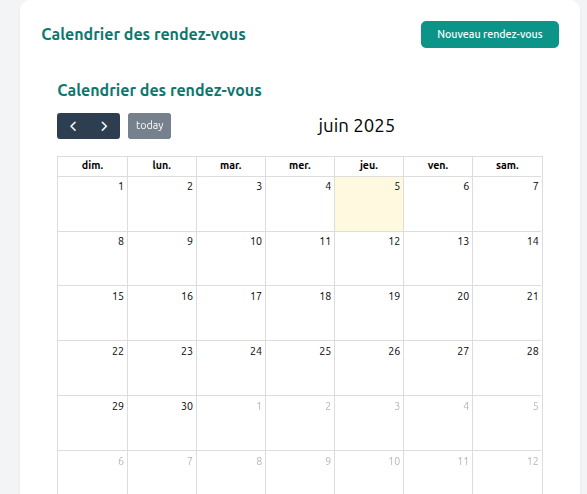 Calendrier des rendez-vous Nouveau rendez-vous
Calendrier des rendez-vous
today juin 2025
dim. lun. mar. mer. jeu. ven. sam.
1 2 3 4 5 6 7
8 9 10 11 12 13 14
15 16 17 18 19 20 21
22 23 24 25 26 27 28
29 30 1 2 3 4 5
6 7 8 9 10 11 12